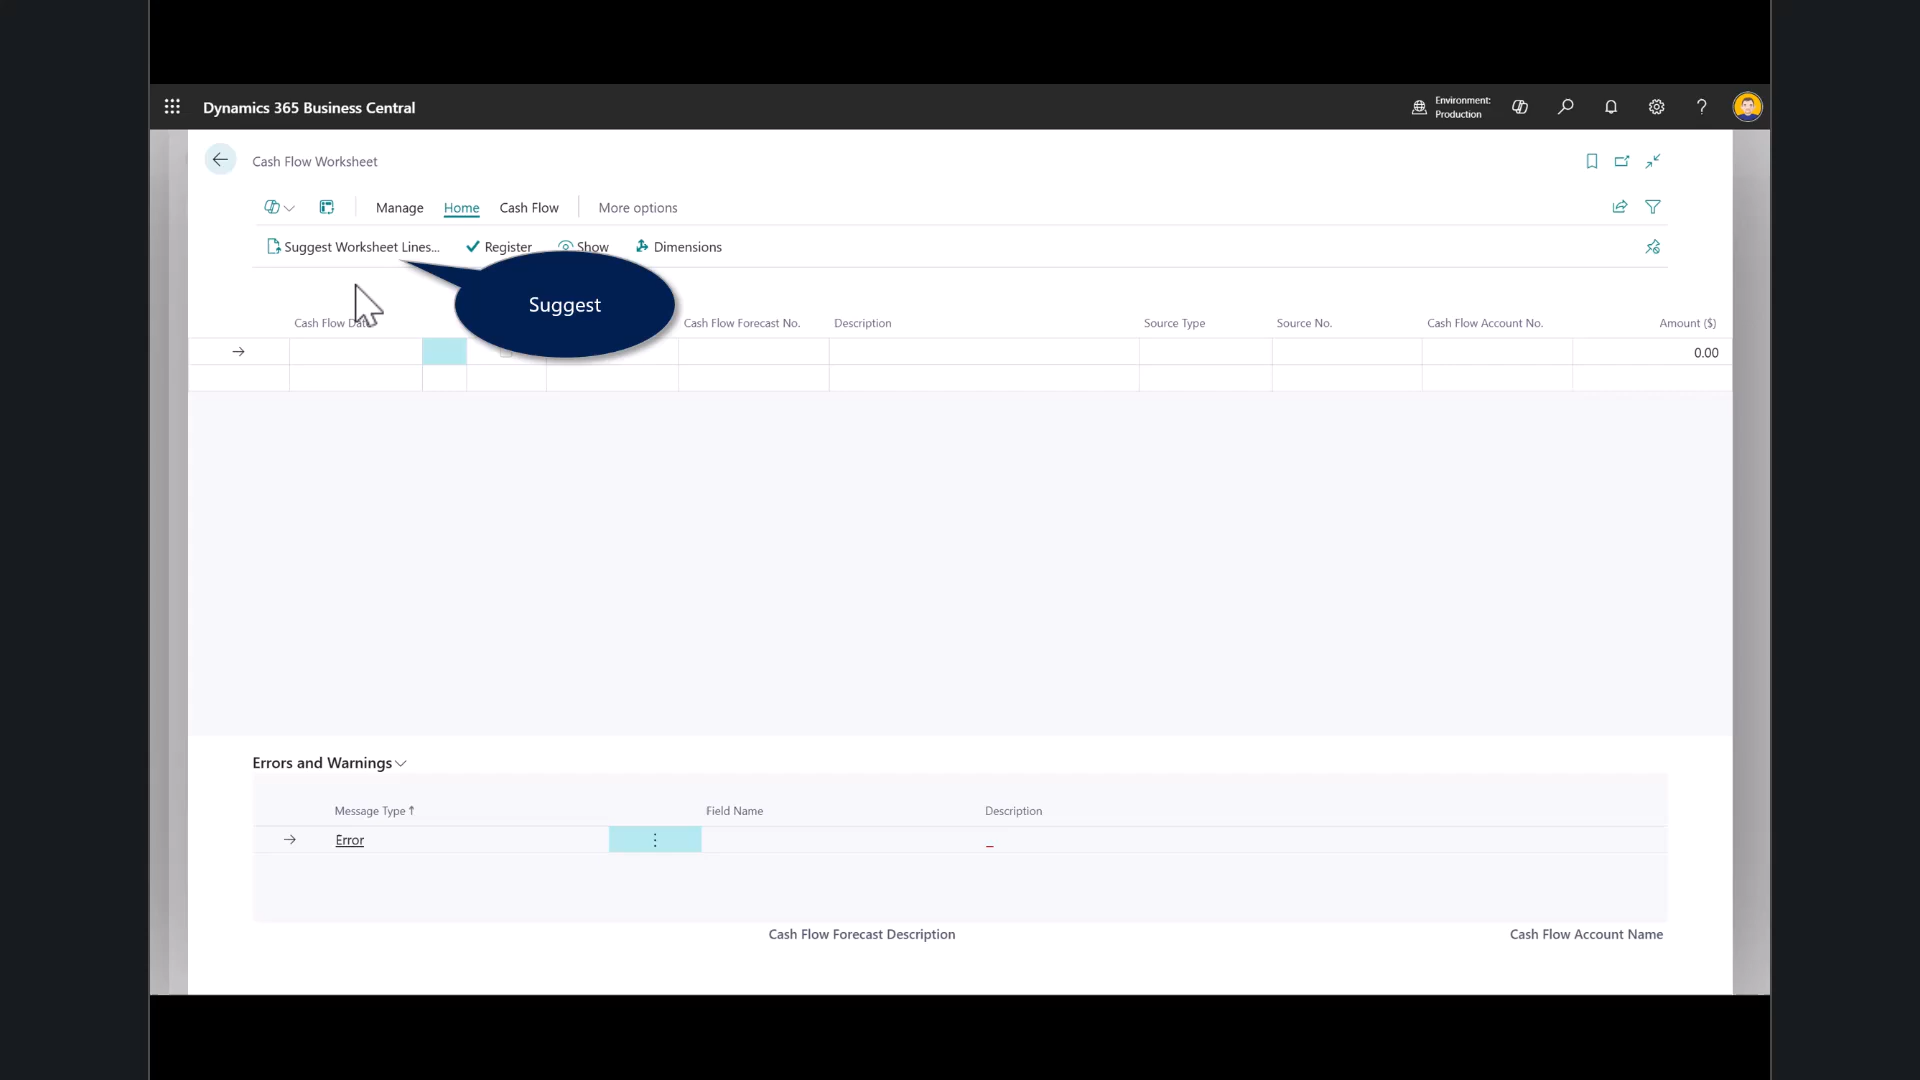 Dynamics 365 Business Central
Environment:
Production
Cash Flow Worksheet
Manage Home Cash Flow More options
Suggest Worksheet Lines... Register Show Dimensions
Suggest
Cash Flow Date Cash Flow Forecast No. Description Source Type Source No. Cash Flow Account No. Amount ($)
0.00
Errors and Warnings
Message Type Field Name Description
Error _
Cash Flow Forecast Description Cash Flow Account Name